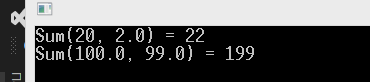 Sum(20, 2.0) = 22
Sum(100.0, 99.0) = 199